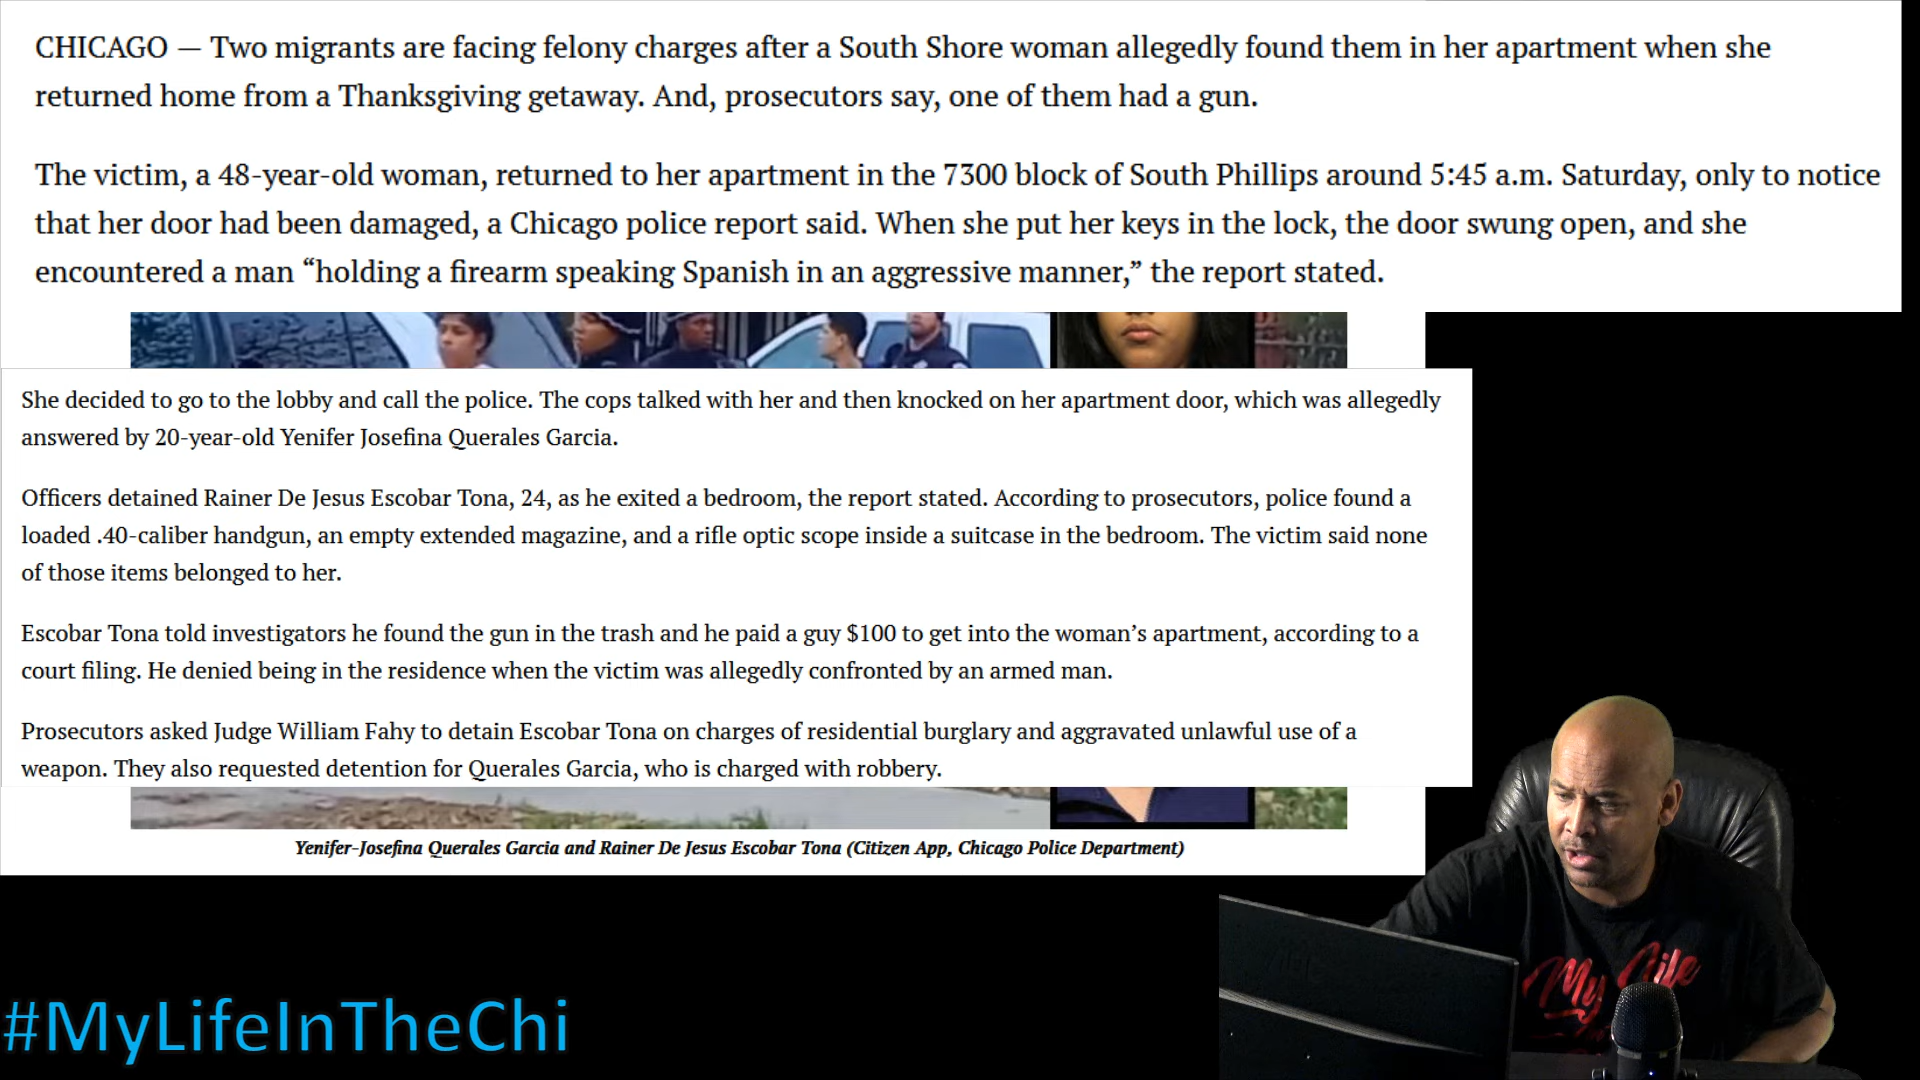 CHICAGO — Two migrants are facing felony charges after a South Shore woman allegedly found them in her apartment when she
returned home from a Thanksgiving getaway. And, prosecutors say, one of them had a gun.
The victim, a 48-year-old woman, returned to her apartment in the 7300 block of South Phillips around 5:45 a.m. Saturday, only to notice
that her door had been damaged, a Chicago police report said. When she put her keys in the lock, the door swung open, and she
encountered a man “holding a firearm speaking Spanish in an aggressive manner,” the report stated.
She decided to go to the lobby and call the police. The cops talked with her and then knocked on her apartment door, which was allegedly
answered by 20-year-old Yenifer Josefina Querales Garcia.
Officers detained Rainer De Jesus Escobar Tona, 24, as he exited a bedroom, the report stated. According to prosecutors, police found a
loaded .40-caliber handgun, an empty extended magazine, and a rifle optic scope inside a suitcase in the bedroom. The victim said none
of those items belonged to her.
Escobar Tona told investigators he found the gun in the trash and he paid a guy $100 to get into the woman’s apartment, according to a
court filing. He denied being in the residence when the victim was allegedly confronted by an armed man.
Prosecutors asked Judge William Fahy to detain Escobar Tona on charges of residential burglary and aggravated unlawful use of a
weapon. They also requested detention for Querales Garcia, who is charged with robbery.
Yenifer-Josefina Querales Garcia and Rainer De Jesus Escobar Tona (Citizen App, Chicago Police Department)
My Life
#MyLifeInTheChi